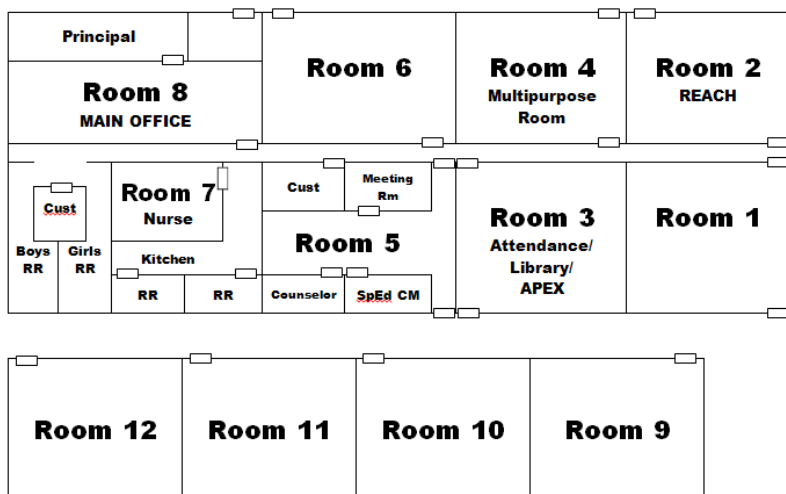 Principal
Room 8
MAIN OFFICE
Room 6
Room 4
Multipurpose
Room
Room 2
REACH
Cust
Boys
RR
Girls
RR
Room 7
Nurse
Kitchen
RR
RR
Cust
Meeting
Rm
Room 5
Counselor
SpEd CM
Room 3
Attendance/
Library/
APEX
Room 1
Room 12
Room 11
Room 10
Room 9